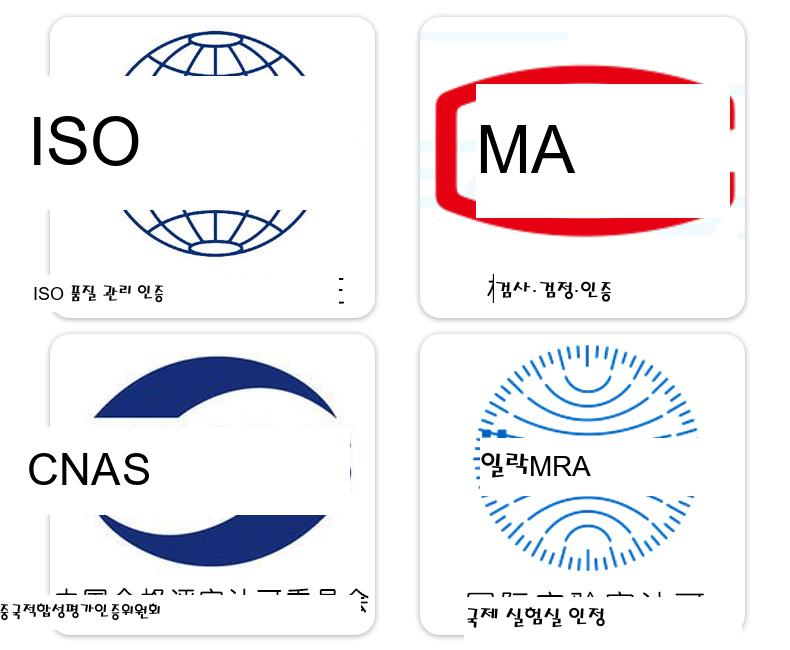 ISO
ISO 품질 관리 인증
MA
검사·검정·인증
CNAS
중국적합성평가인증위원회
일락MRA
국제 실험실 인정